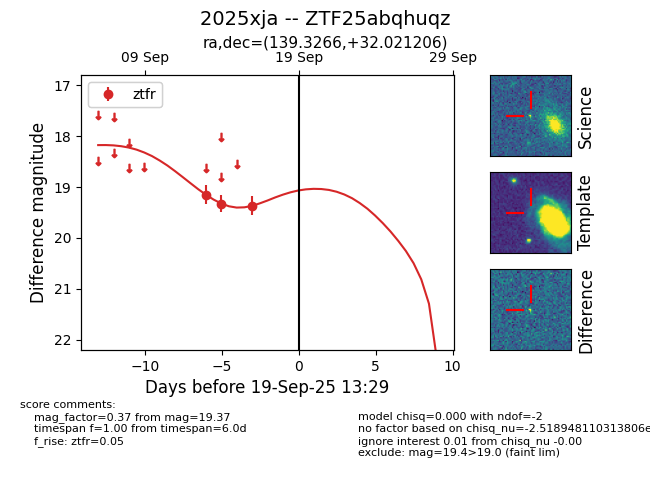 2025xja -- ZTF25abqhuqz
ra,dec=(139.3266,+32.021206)
09 Sep
19 Sep
29 Sep
ztfr
17
18
19
20
21
22
Difference magnitude
−10
−5
0
5
10
Days before 19-Sep-25 13:29
Science
Template
Difference
score comments:
mag_factor=0.37 from mag=19.37
timespan f=1.00 from timespan=6.0d
f_rise: ztfr=0.05
model chisq=0.000 with ndof=-2
no factor based on chisq_nu=-2.518948110313806e
ignore interest 0.01 from chisq_nu -0.00
exclude: mag=19.4>19.0 (faint lim)